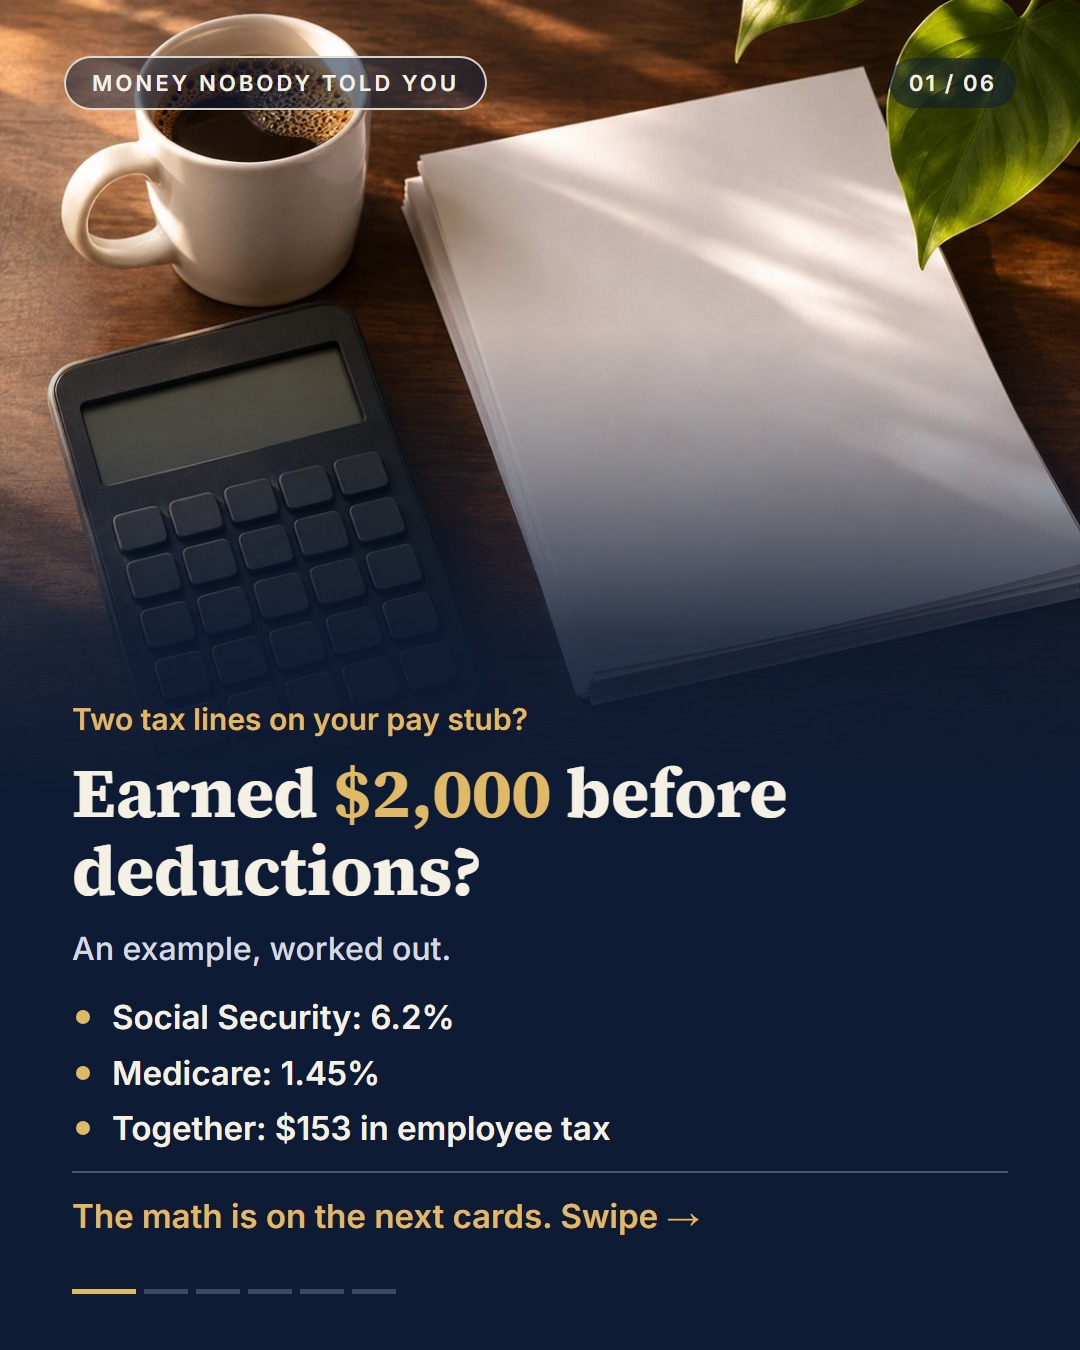 MONEY NOBODY TOLD YOU
01 / 06
Two tax lines on your pay stub?
Earned $2,000 before
deductions?
An example, worked out.
• Social Security: 6.2%
• Medicare: 1.45%
• Together: $153 in employee tax
The math is on the next cards. Swipe →